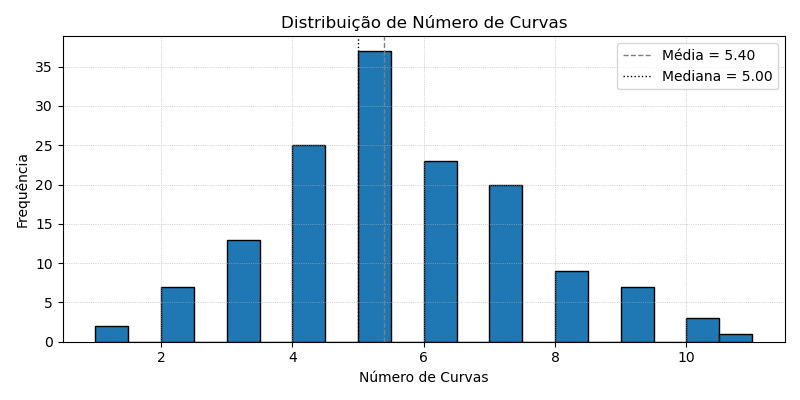 Distribuição de Número de Curvas
Média = 5.40
Mediana = 5.00
Frequência
35
30
25
20
15
10
5
0
2
4
6
8
10
Número de Curvas